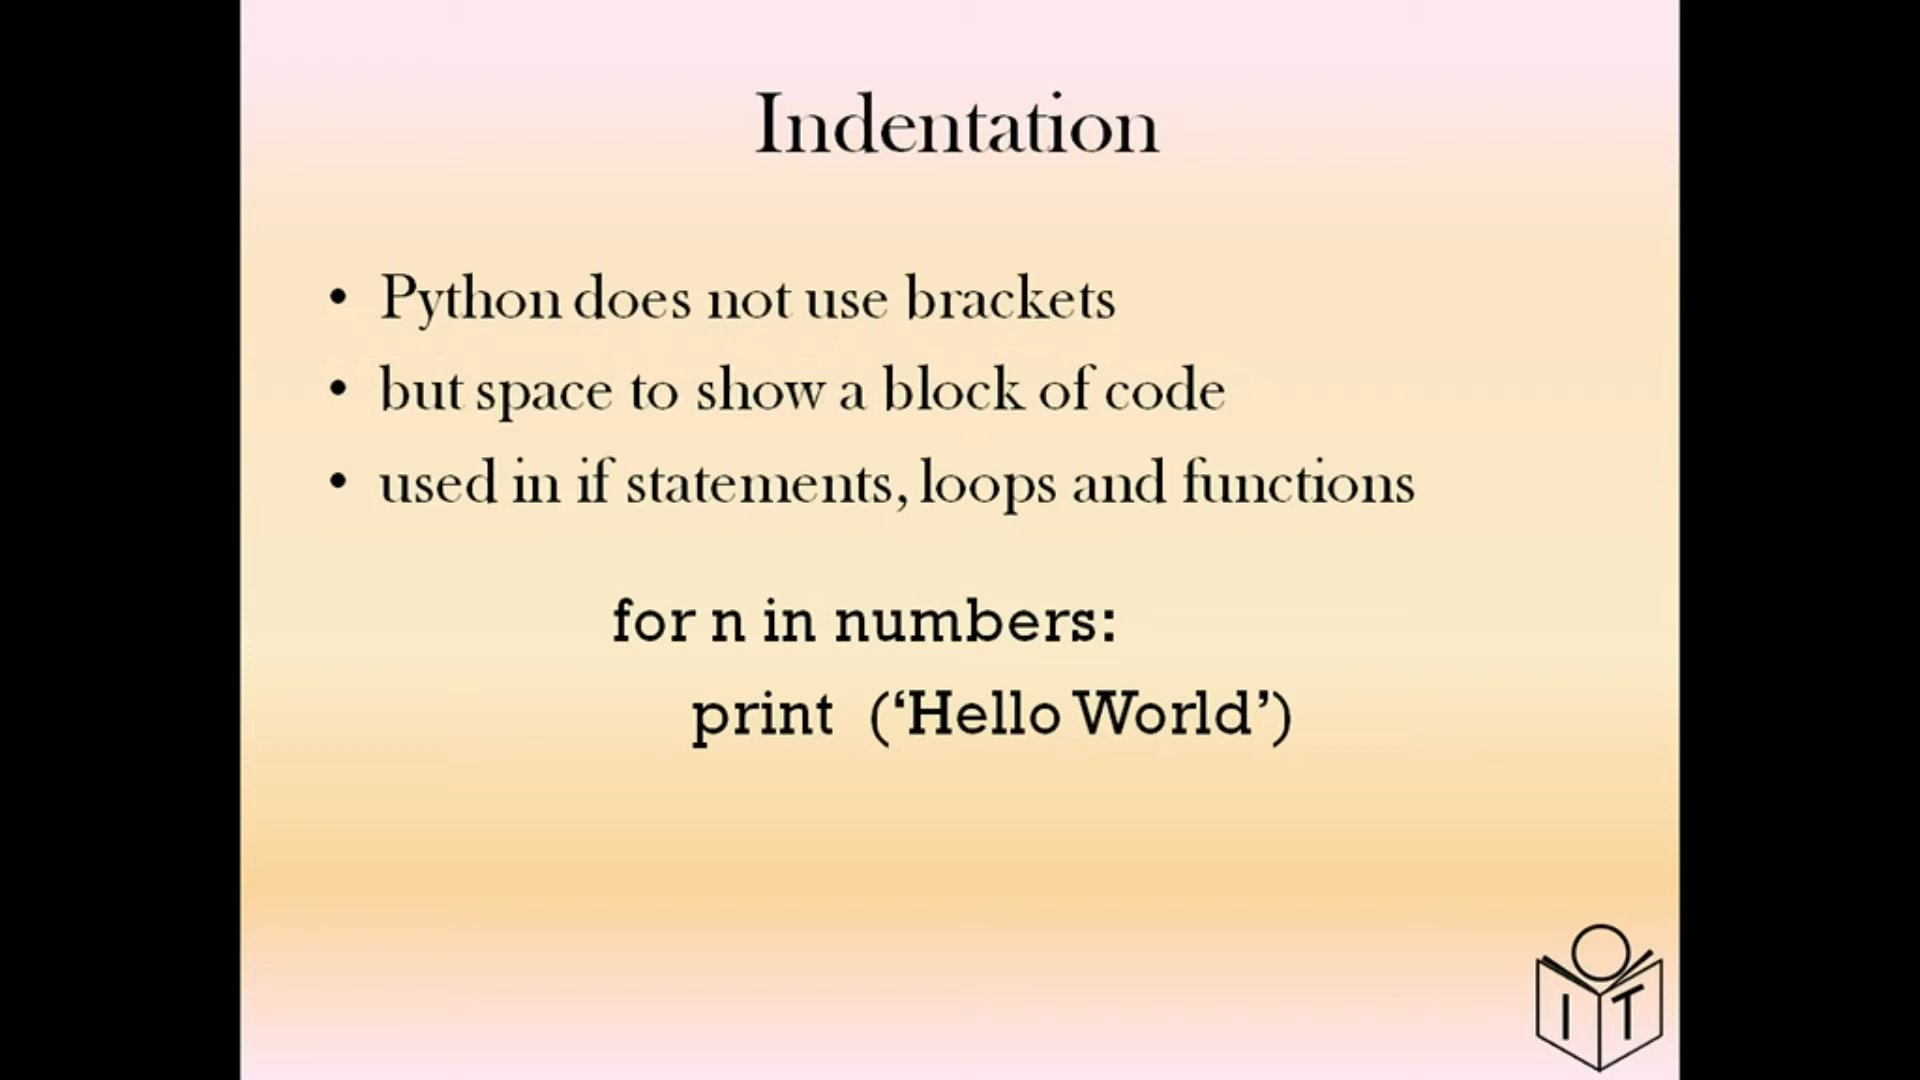 Indentation
• Python does not use brackets
• but space to show a block of code
• used in if statements, loops and functions
for n in numbers:
print (‘Hello World’)
I T